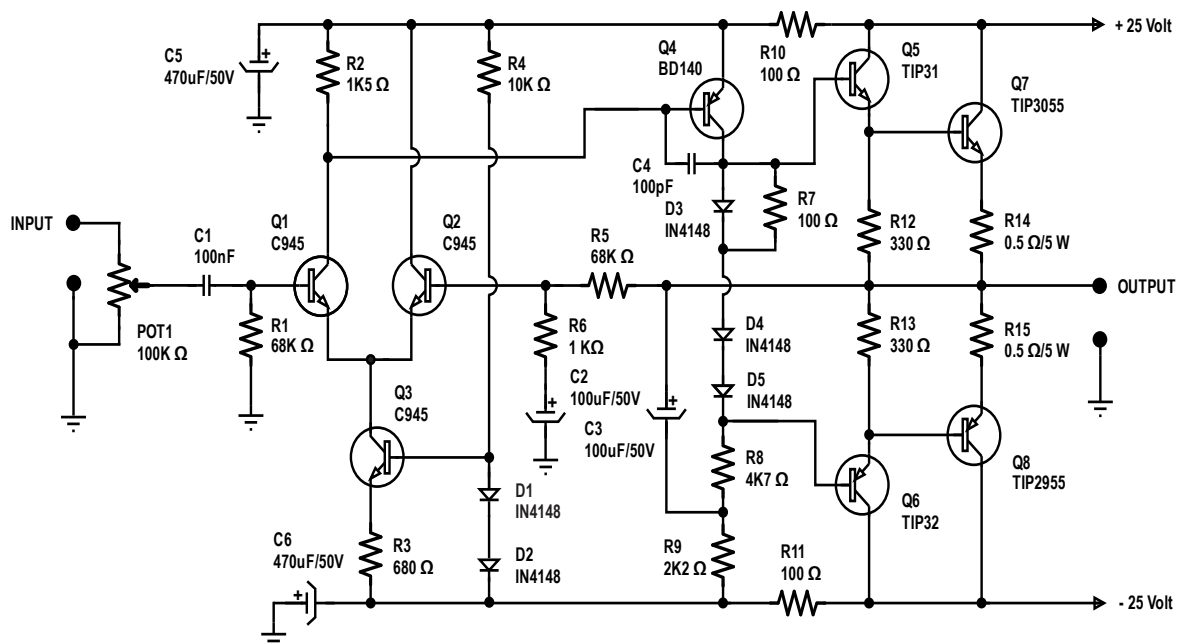 + 25 Volt
C5
470uF/50V
R2
1K5 Ω
R4
10K Ω
Q4
BD140
R10
100 Ω
Q5
TIP31
Q7
TIP3055
C4
100pF
D3
IN4148
R7
100 Ω
INPUT
C1
100nF
Q1
C945
Q2
C945
R5
68K Ω
R12
330 Ω
R14
0.5 Ω/5 W
OUTPUT
POT1
100K Ω
R1
68K Ω
R6
1 KΩ
D4
IN4148
R13
330 Ω
R15
0.5 Ω/5 W
Q3
C945
C2
100uF/50V
C3
100uF/50V
D5
IN4148
R8
4K7 Ω
Q8
TIP2955
Q6
TIP32
D1
IN4148
C6
470uF/50V
R3
680 Ω
D2
IN4148
R9
2K2 Ω
R11
100 Ω
- 25 Volt
+
+
+
+